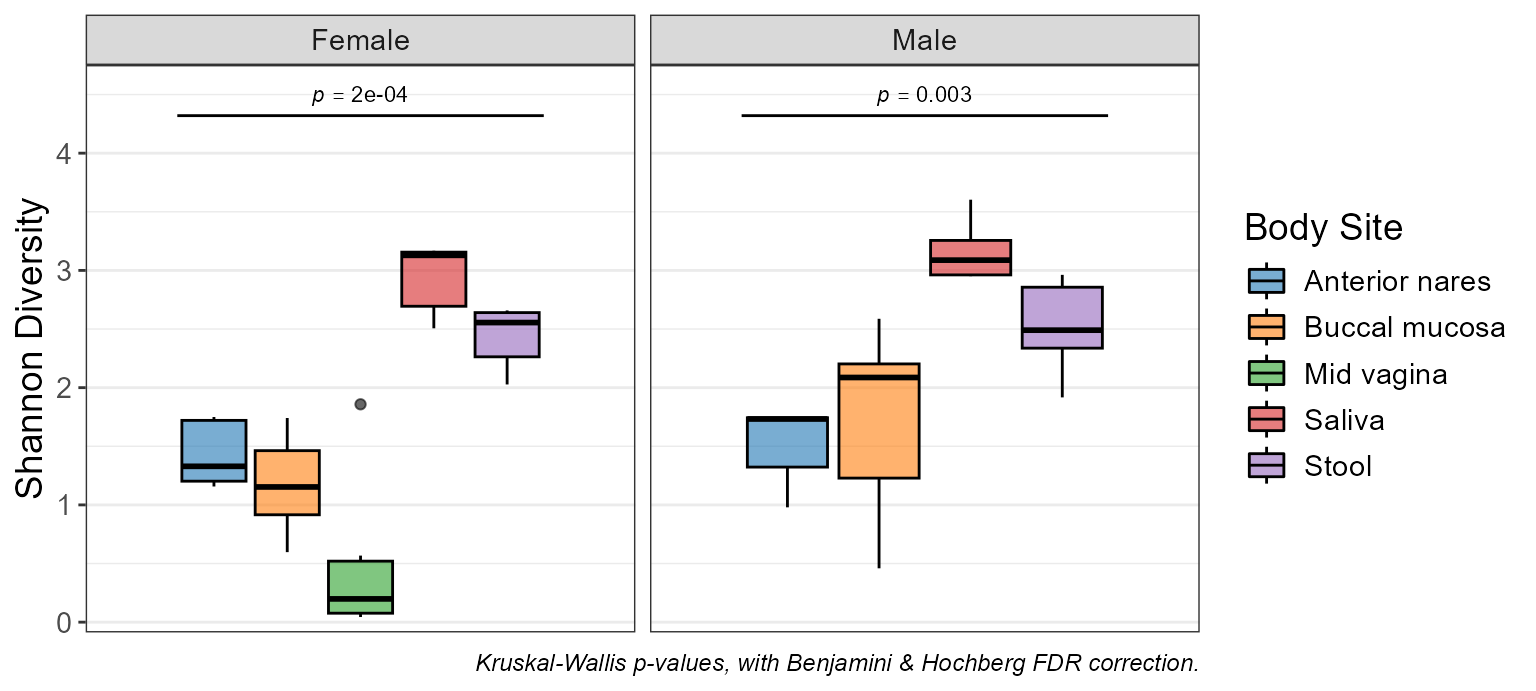 Female
Male
p = 2e-04
p = 0.003
Shannon Diversity
4
3
2
1
0
Body Site
Anterior nares
Buccal mucosa
Mid vagina
Saliva
Stool
Kruskal-Wallis p-values, with Benjamini & Hochberg FDR correction.